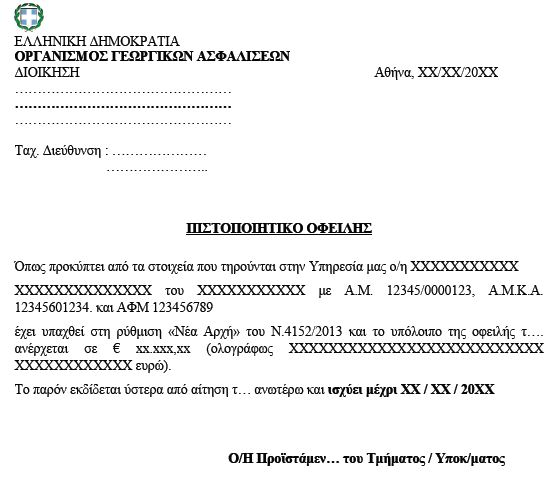 ΕΛΛΗΝΙΚΗ ΔΗΜΟΚΡΑΤΙΑ
ΟΡΓΑΝΙΣΜΟΣ ΓΕΩΡΓΙΚΩΝ ΑΣΦΑΛΙΣΕΩΝ
ΔΙΟΙΚΗΣΗ Αθήνα, ΧΧ/ΧΧ/20ΧΧ
…………………………………………
…………………………………………
…………………………………………
Ταχ. Διεύθυνση : …………………
…………………..
ΠΙΣΤΟΠΟΙΗΤΙΚΟ ΟΦΕΙΛΗΣ
Όπως προκύπτει από τα στοιχεία που τηρούνται στην Υπηρεσία μας ο/η ΧΧΧΧΧΧΧΧΧΧΧ
ΧΧΧΧΧΧΧΧΧΧΧΧΧΧ του ΧΧΧΧΧΧΧΧΧΧΧ με Α.Μ. 12345/0000123, Α.Μ.Κ.Α.
12345601234. και ΑΦΜ 123456789
έχει υπαχθεί στη ρύθμιση «Νέα Αρχή» του Ν.4152/2013 και το υπόλοιπο της οφειλής τ….
ανέρχεται σε € xx.xxx,xx (ολογράφως ΧΧΧΧΧΧΧΧΧΧΧΧΧΧΧΧΧΧΧΧΧΧΧΧΧΧ
ΧΧΧΧΧΧΧΧΧΧΧΧ ευρώ).
Το παρόν εκδίδεται ύστερα από αίτηση τ… ανωτέρω και ισχύει μέχρι ΧΧ / ΧΧ / 20ΧΧ
Ο/Η Προϊστάμεν… του Τμήματος / Υποκ/ματος